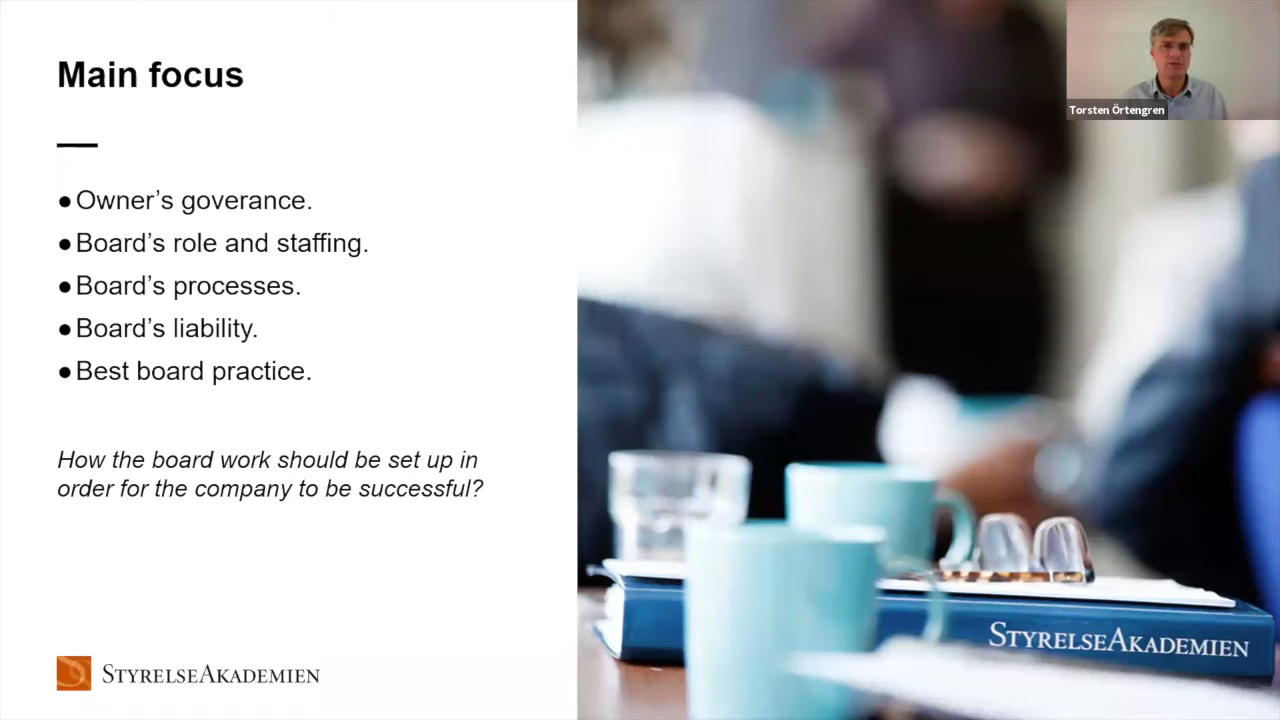 Main focus
Torsten Örtengren
● Owner’s goverance.
● Board’s role and staffing.
● Board’s processes.
● Board’s liability.
● Best board practice.
How the board work should be set up in
order for the company to be successful?
STYRELSEAKADEMIEN
STYRELSEAKADEMIEN